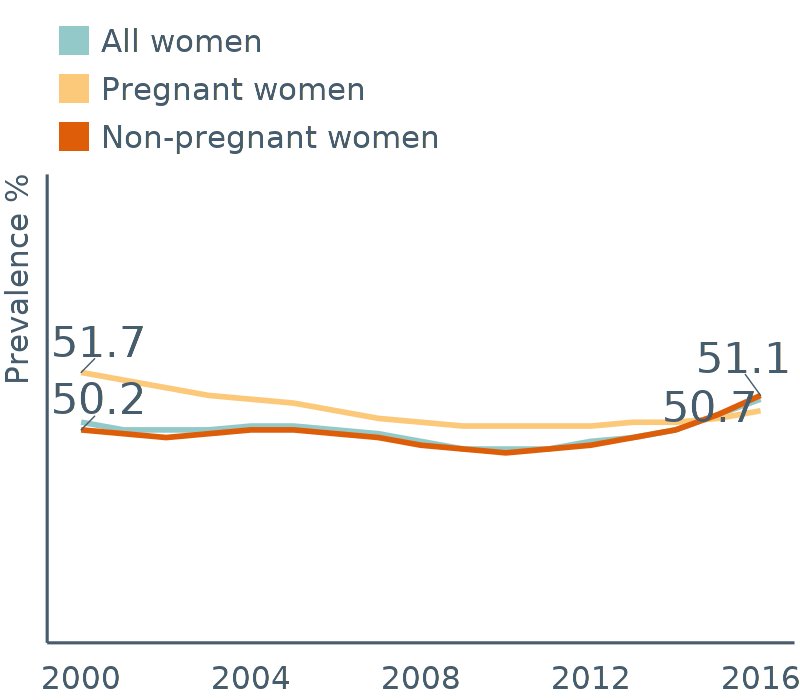 All women
Pregnant women
Non-pregnant women
Prevalence %
51.7
50.2
51.1
50.7
2000 2004 2008 2012 2016